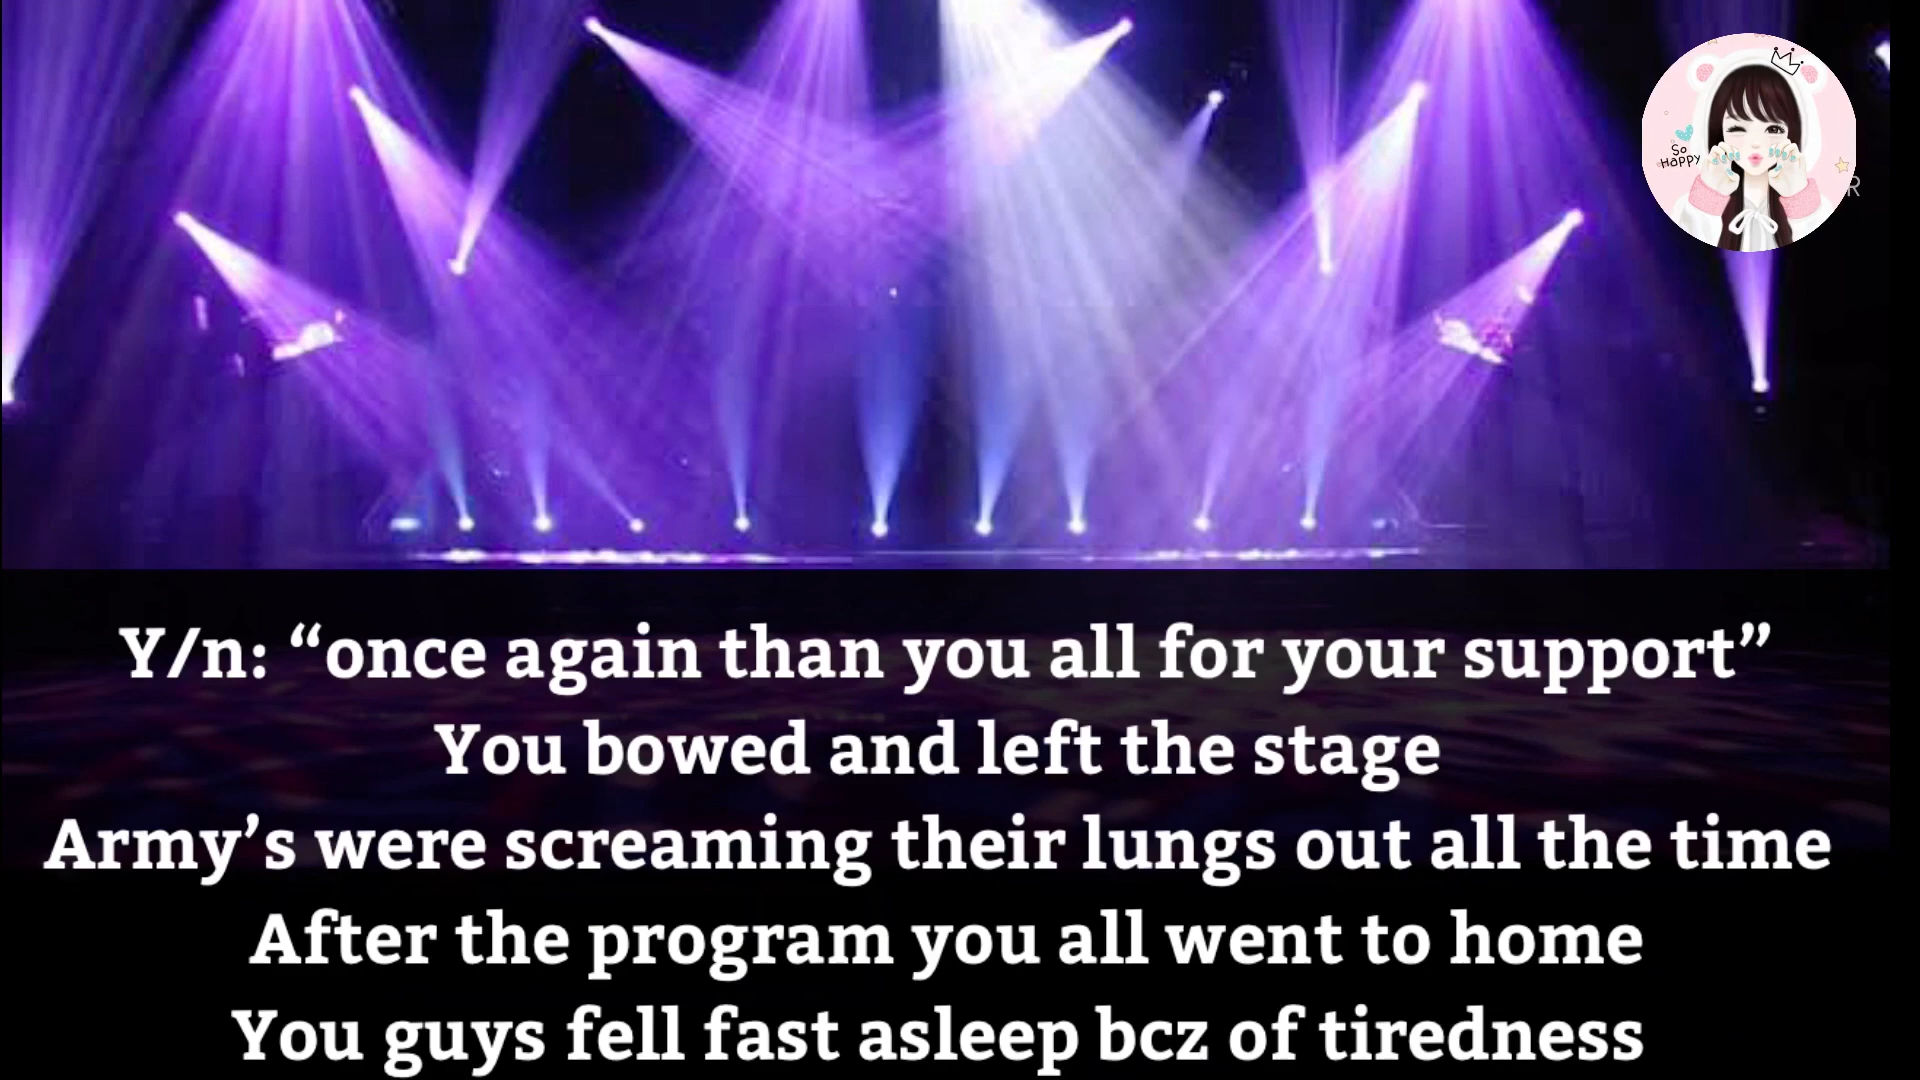 So
HAPPY
R
Y/n: “once again than you all for your support”
You bowed and left the stage
Army’s were screaming their lungs out all the time
After the program you all went to home
You guys fell fast asleep bcz of tiredness